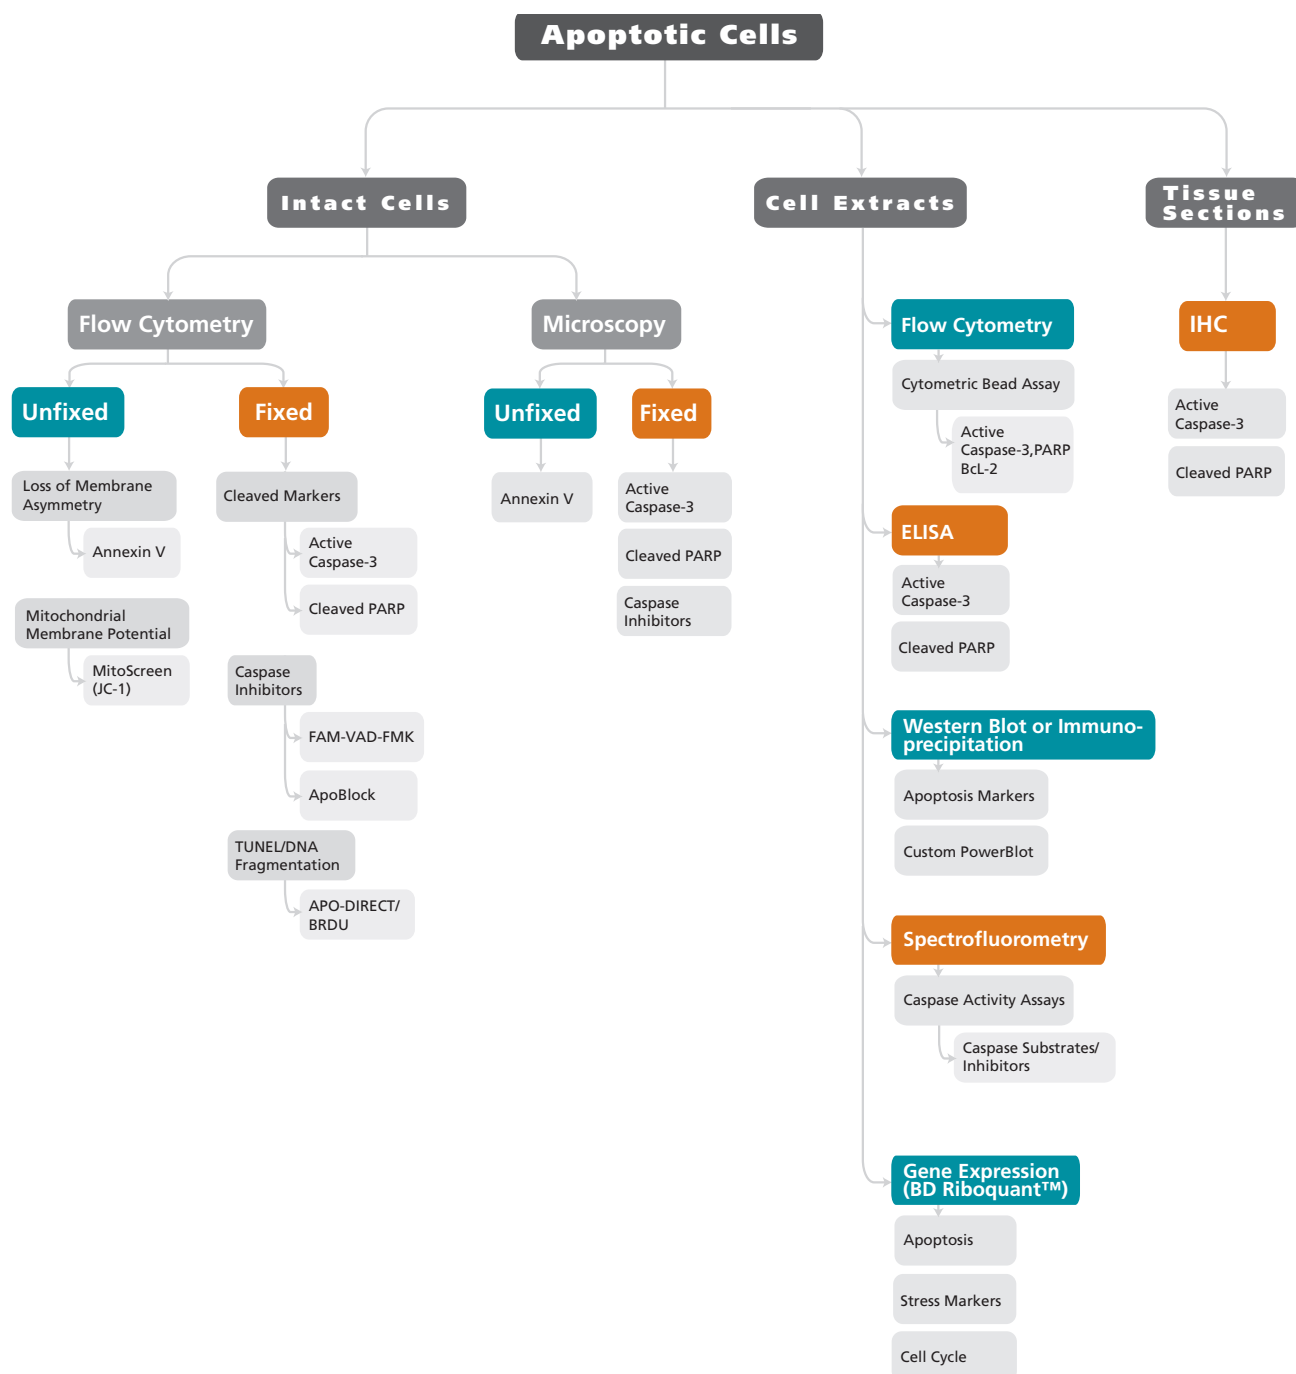 Apoptotic Cells
Intact Cells
Cell Extracts
Tissue
Sections
Flow Cytometry
Microscopy
Flow Cytometry
IHC
Unfixed
Fixed
Unfixed
Fixed
Loss of Membrane
Asymmetry
Annexin V
Mitochondrial
Membrane Potential
MitoScreen
(JC-1)
Cleaved Markers
Active
Caspase-3
Cleaved PARP
Caspase
Inhibitors
FAM-VAD-FMK
ApoBlock
TUNEL/DNA
Fragmentation
APO-DIRECT/
BRDU
Annexin V
Active
Caspase-3
Cleaved PARP
Caspase
Inhibitors
Cytometric Bead Assay
Active
Caspase-3,PARP
BcL-2
ELISA
Active
Caspase-3
Cleaved PARP
Western Blot or Immuno-
precipitation
Apoptosis Markers
Custom PowerBlot
Spectrofluorometry
Caspase Activity Assays
Caspase Substrates/
Inhibitors
Gene Expression
(BD Riboquant™)
Apoptosis
Stress Markers
Cell Cycle
Active
Caspase-3
Cleaved PARP